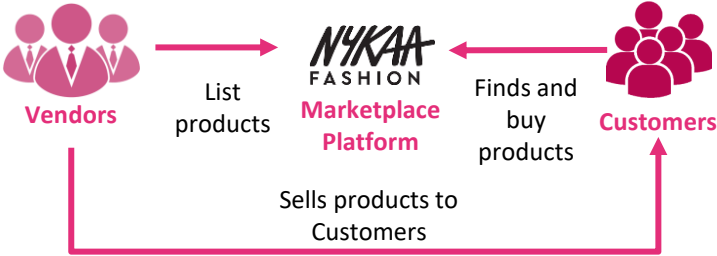 Vendors
List
products
NYKAA
FASHION
Marketplace
Platform
Finds and
buy
products
Customers
Sells products to
Customers